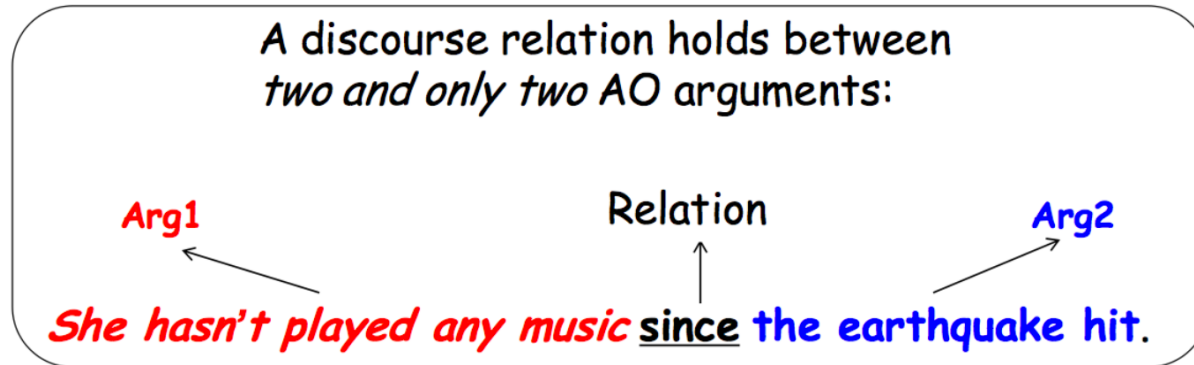 A discourse relation holds between
two and only two AO arguments:
Arg1 Relation Arg2
She hasn't played any music since the earthquake hit.